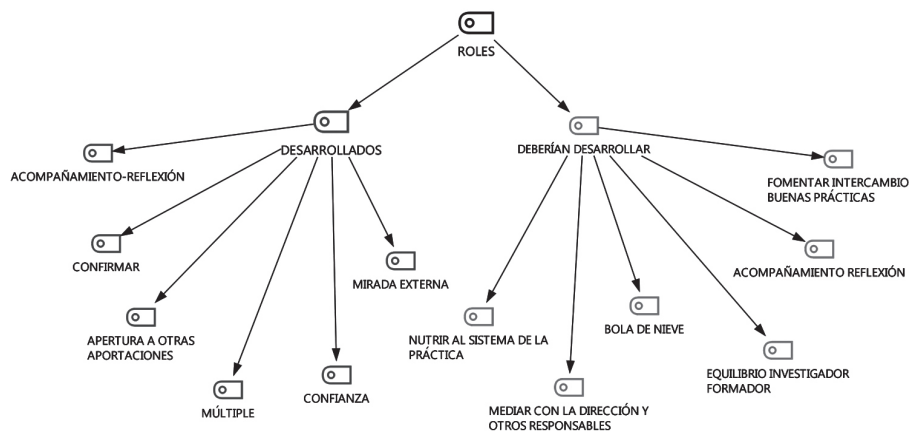 ROLES
DESARROLLADOS
DEBERÍAN DESARROLLAR
ACOMPAÑAMIENTO-REFLEXIÓN
CONFIRMAR
APERTURA A OTRAS
APORTACIONES
MÚLTIPLE
CONFIANZA
MIRADA EXTERNA
NUTRIR AL SISTEMA DE LA
PRÁCTICA
MEDIAR CON LA DIRECCIÓN Y
OTROS RESPONSABLES
BOLA DE NIEVE
EQUILIBRIO INVESTIGADOR
FORMADOR
ACOMPAÑAMIENTO REFLEXIÓN
FOMENTAR INTERCAMBIO
BUENAS PRÁCTICAS